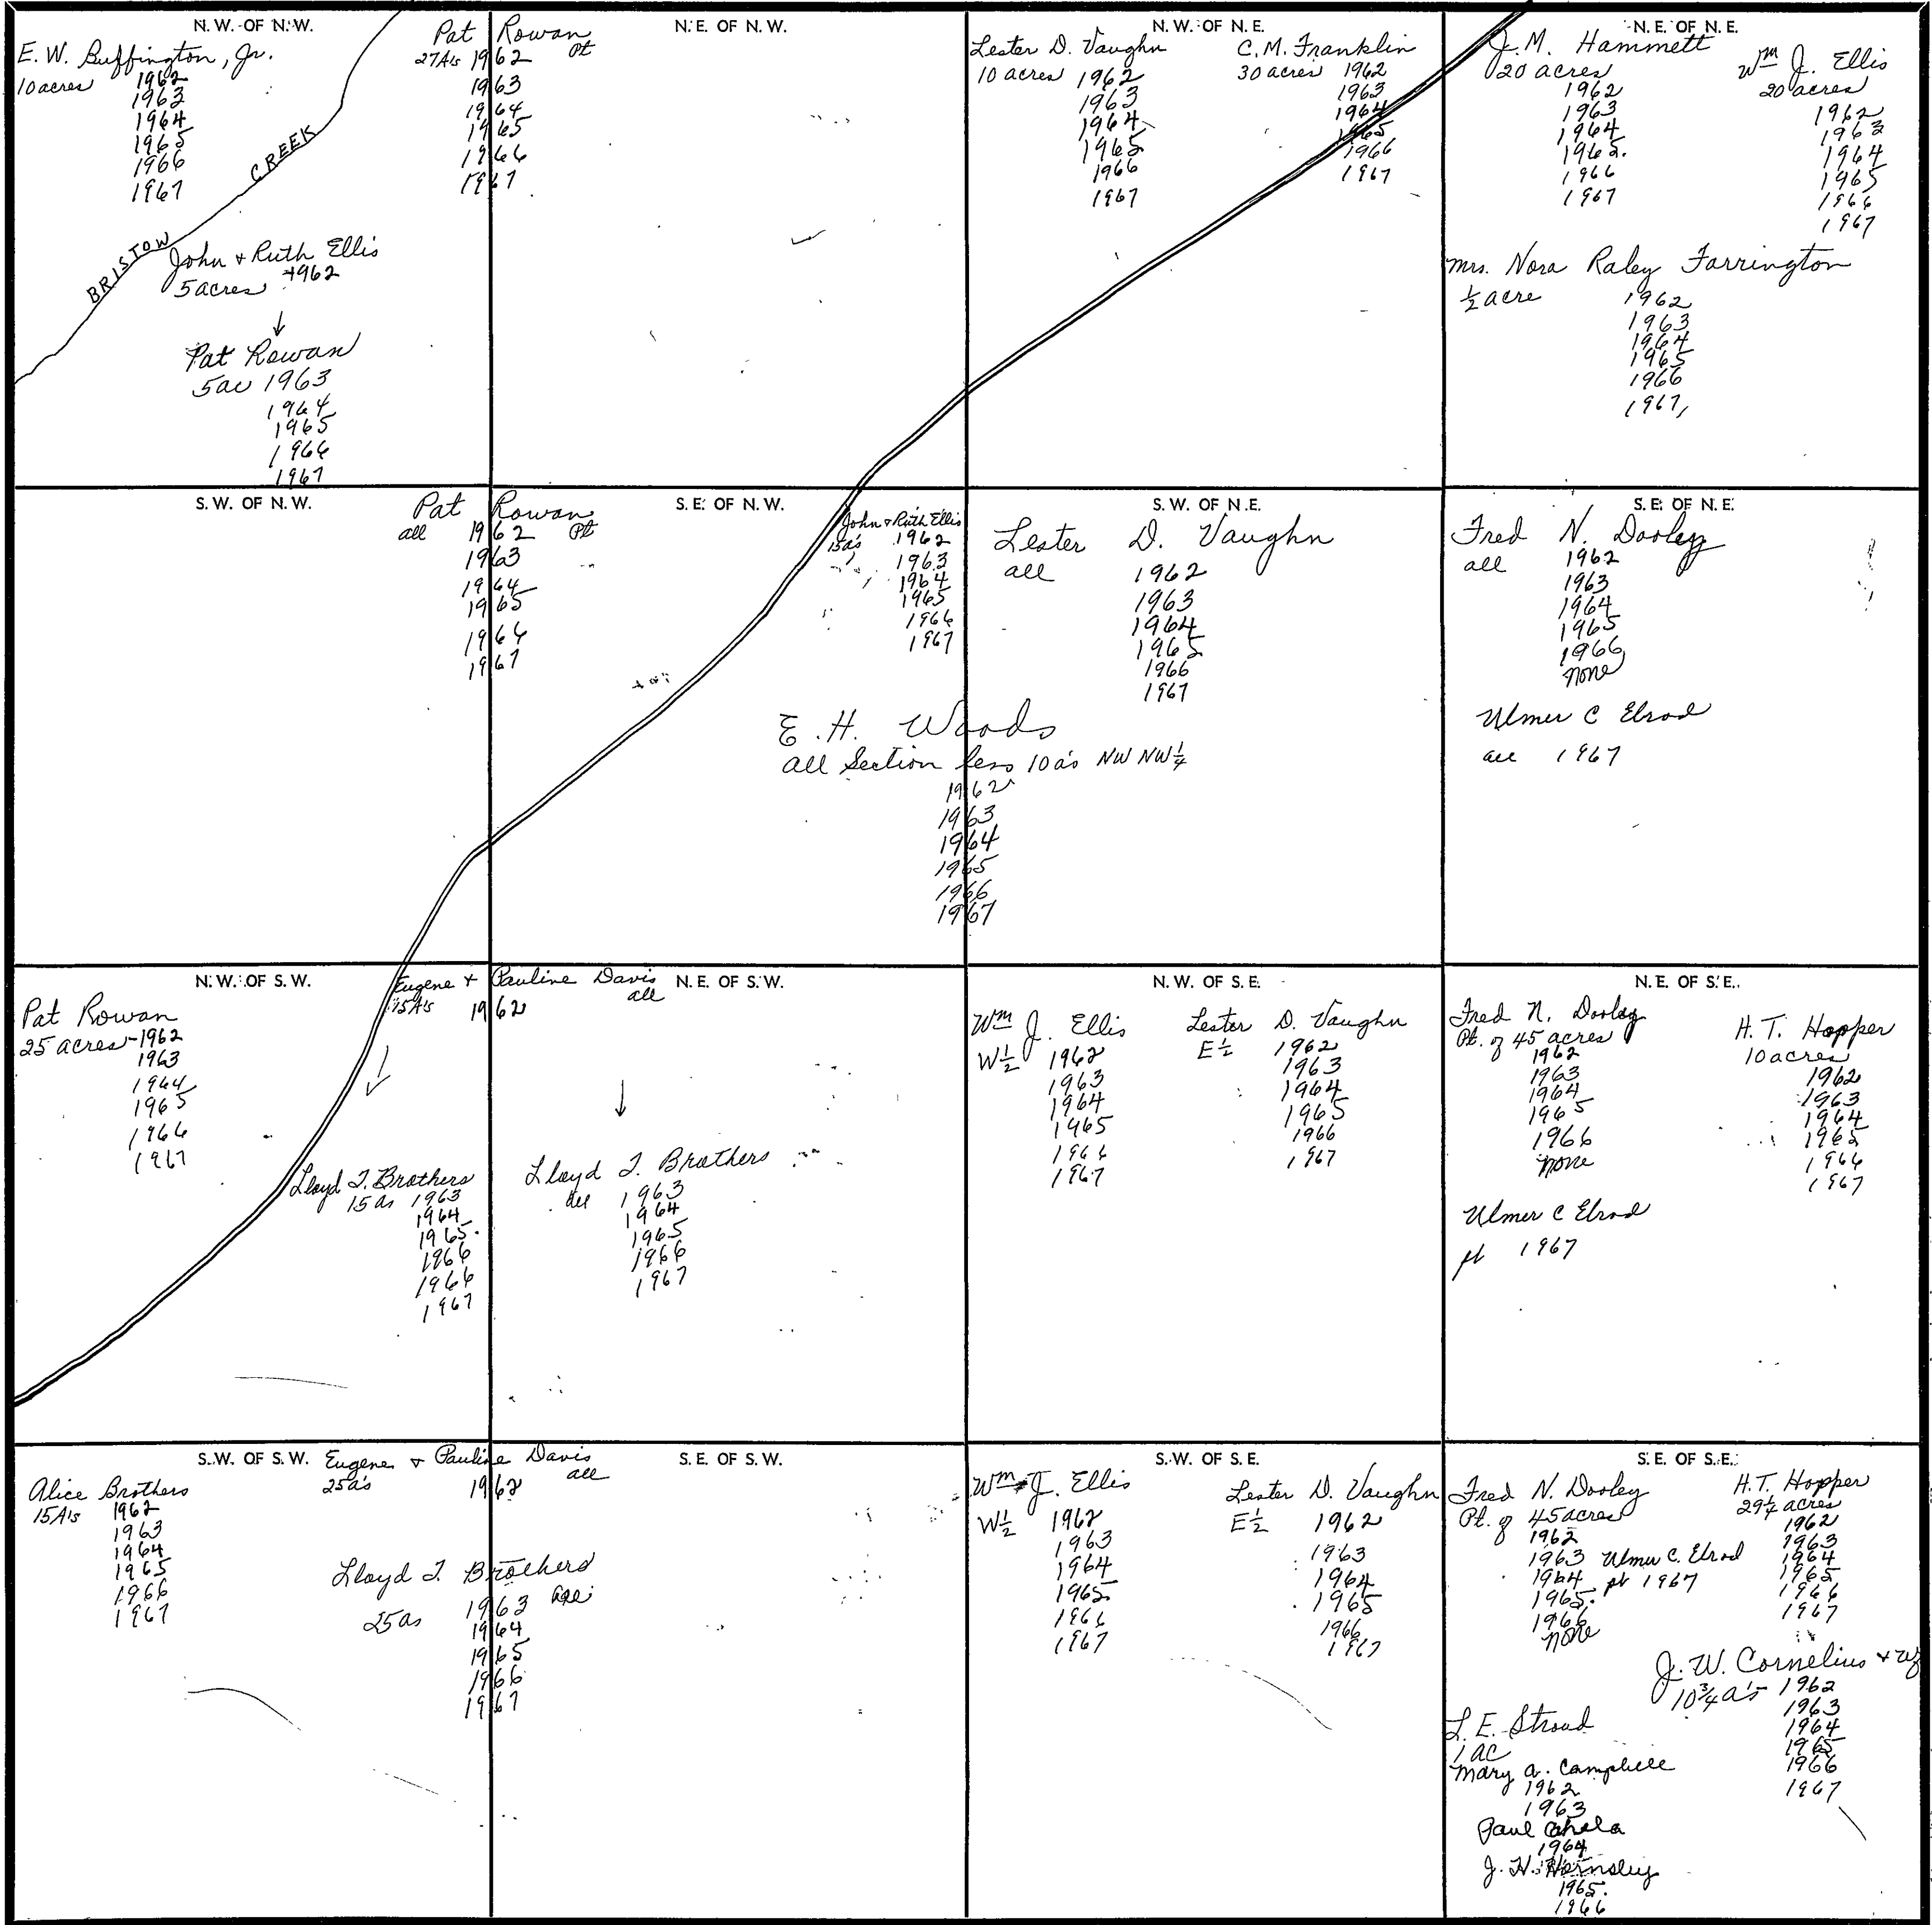 N.W. OF N.W.
E. W. Buffington, Jr.
10 acres 1962
1963
1964
1965
1966
1967
BRISTOW CREEK
John + Ruth Ellis
5 acres 1962
↓
Pat Rowan
5ac 1963
1964
1965
1966
1967
Pat Rowan
27A's 1962 Pt
1963
1964
1965
1966
1967
N.E. OF N.W.
N.W. OF N.E.
Lester D. Vaughn
10 acres 1962
1963
1964
1965
1966
1967
C.M. Franklin
30 acres 1962
1963
1964
1965
1966
1967
N.E. OF N.E.
J.M. Hammett
20 acres
1962
1963
1964
1965
1966
1967
Wm J. Ellis
20 acres
1962
1963
1964
1965
1966
1967
Mrs. Nora Raley Farrington
½ acre 1962
1963
1964
1965
1966
1967
S.W. OF N.W.
Pat Rowan
all 1962 Pt
1963
1964
1965
1966
1967
S.E. OF N.W.
John + Ruth Ellis
15a's 1962
1963
1964
1965
1966
1967
S.W. OF N.E.
Lester D. Vaughn
all 1962
1963
1964
1965
1966
1967
E. H. Woods
all Section less 10a's NW NW¼
1962
1963
1964
1965
1966
1967
S.E. OF N.E.
Fred N. Dooley
all 1962
1963
1964
1965
1966
none
Ulmer C Elrod
all 1967
N.W. OF S.W.
Pat Rowan
25 acres - 1962
1963
1964
1965
1966
1967
Eugene + Pauline Davis
15A's 1962 all
↓
↓
Lloyd T. Brothers
15 as 1963
1964
1965
1966
1966
1967
N.E. OF S.W.
Lloyd T. Brothers
all 1963
1964
1965
1966
1967
N.W. OF S.E.
Wm J. Ellis
W½ 1962
1963
1964
1965
1966
1967
Lester D. Vaughn
E½ 1962
1963
1964
1965
1966
1967
N.E. OF S.E.
Fred N. Dooley
Pt. of 45 acres
1962
1963
1964
1965
1966
none
Ulmer C Elrod
pt 1967
H.T. Hopper
10 acres
1962
1963
1964
1965
1966
1967
S.W. OF S.W.
Alice Brothers
15A's 1962
1963
1964
1965
1966
1967
Eugene + Pauline Davis
25a's 1962 all
Lloyd T. Brothers
25as 1963 all
1964
1965
1966
1967
S.E. OF S.W.
S.W. OF S.E.
Wm J. Ellis
W½ 1962
1963
1964
1965
1966
1967
Lester D. Vaughn
E½ 1962
1963
1964
1965
1966
1967
S.E. OF S.E.
Fred N. Dooley
Pt. of 45 acres
1962
1963
1964
1965
1966
none
Ulmer C. Elrod
pt 1967
H.T. Hopper
29¼ acres
1962
1963
1964
1965
1966
1967
J. W. Cornelius + wf
10¾ a's 1962
1963
1964
1965
1966
1967
L. E. Stroud
1 ac
Mary A. Campbell
1962
1963
Paul
1964
J. H. Hornsley
1965
1966